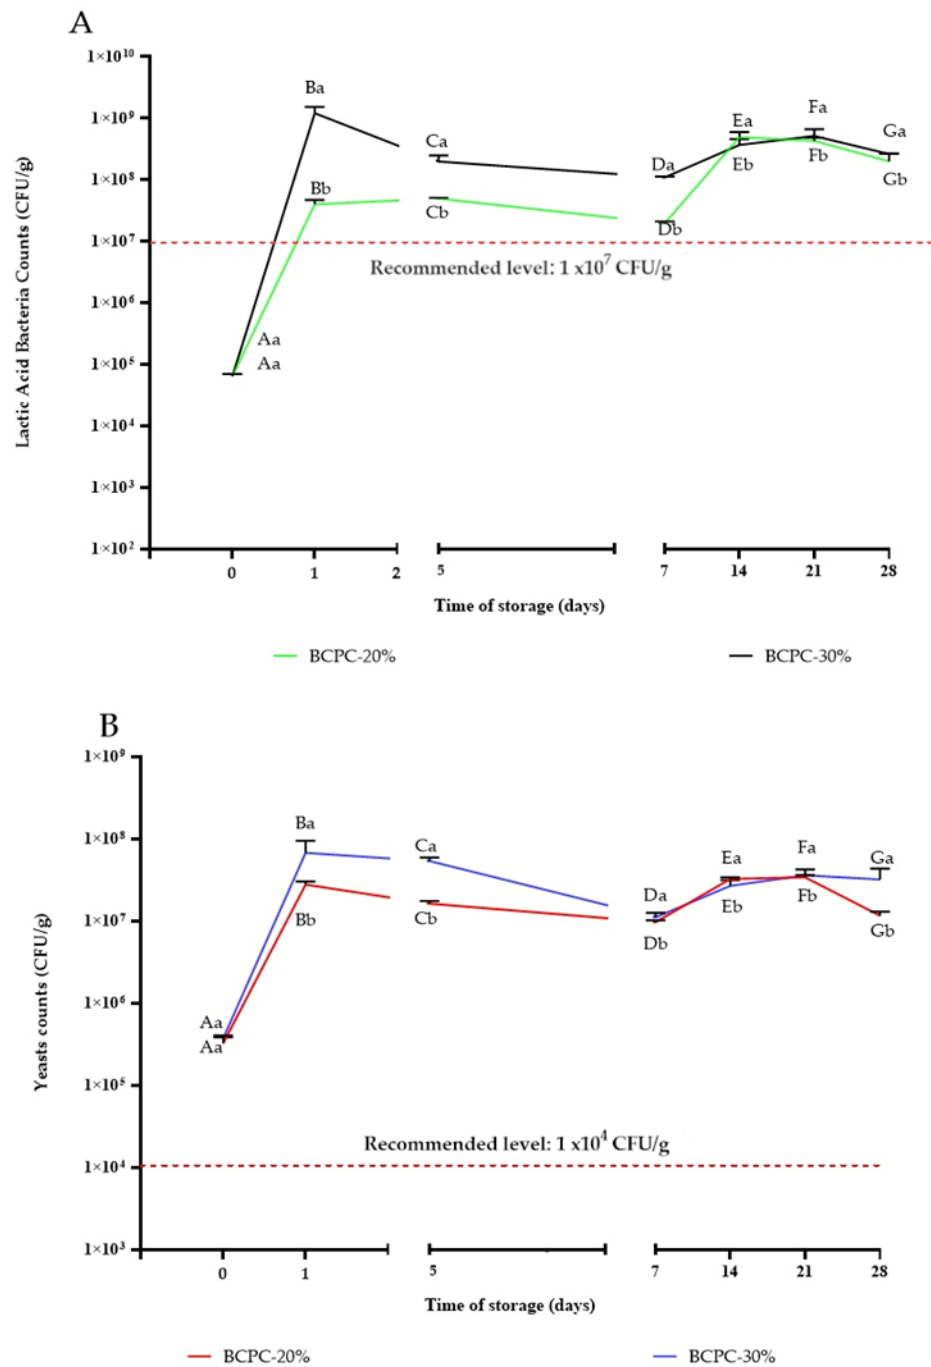 A
1×10¹⁰
1×10⁹
1×10⁸
1×10⁷
1×10⁶
1×10⁵
1×10⁴
1×10³
1×10²
Lactic Acid Bacteria Counts (CFU/g)
Ba
Bb
Ca
Cb
Da
Db
Ea
Eb
Fa
Fb
Ga
Gb
Aa
Aa
Recommended level: 1 x10⁷ CFU/g
0 1 2 5 7 14 21 28
Time of storage (days)
BCPC-20% BCPC-30%
B
1×10⁹
1×10⁸
1×10⁷
1×10⁶
1×10⁵
1×10⁴
1×10³
Yeasts counts (CFU/g)
Ba
Bb
Ca
Cb
Da
Db
Ea
Eb
Fa
Fb
Ga
Gb
Aa
Aa
Recommended level: 1 x10⁴ CFU/g
0 1 5 7 14 21 28
Time of storage (days)
BCPC-20% BCPC-30%